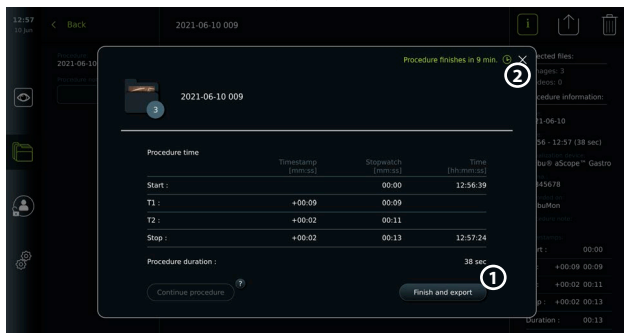 12:57
10 Jun
Back
2021-06-10 009
i
Procedure finishes in 9 min.
2
ected files:
ages: 3
deos: 0
cedure information:
2021-06-10
3
2021-06-10 009
1-06-10
56 - 12:57 (38 sec)
bu® aScope™ Gastro
345678
buMon
Procedure time
Timestamp
[mm:ss]
Stopwatch
[mm:ss]
Time
[hh:mm:ss]
Start : 00:00 12:56:39
T1 : +00:09 00:09
T2 : +00:02 00:11
Stop : +00:02 00:13 12:57:24
Procedure duration : 38 sec
Continue procedure
?
Finish and export
1
rt : 00:00
: +00:09 00:09
: +00:02 00:11
p : +00:02 00:13
Duration : 00:13